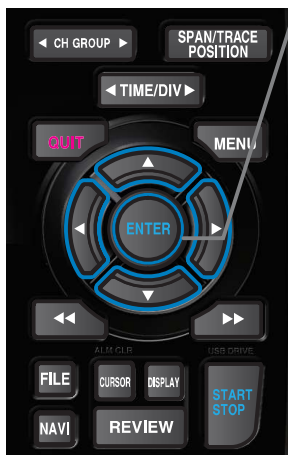 ◄ CH GROUP ►
SPAN/TRACE
POSITION
◄TIME/DIV►
QUIT
MENU
ENTER
ALM CLR
USB DRIVE
FILE
CURSOR
DISPLAY
START
STOP
NAVI
REVIEW